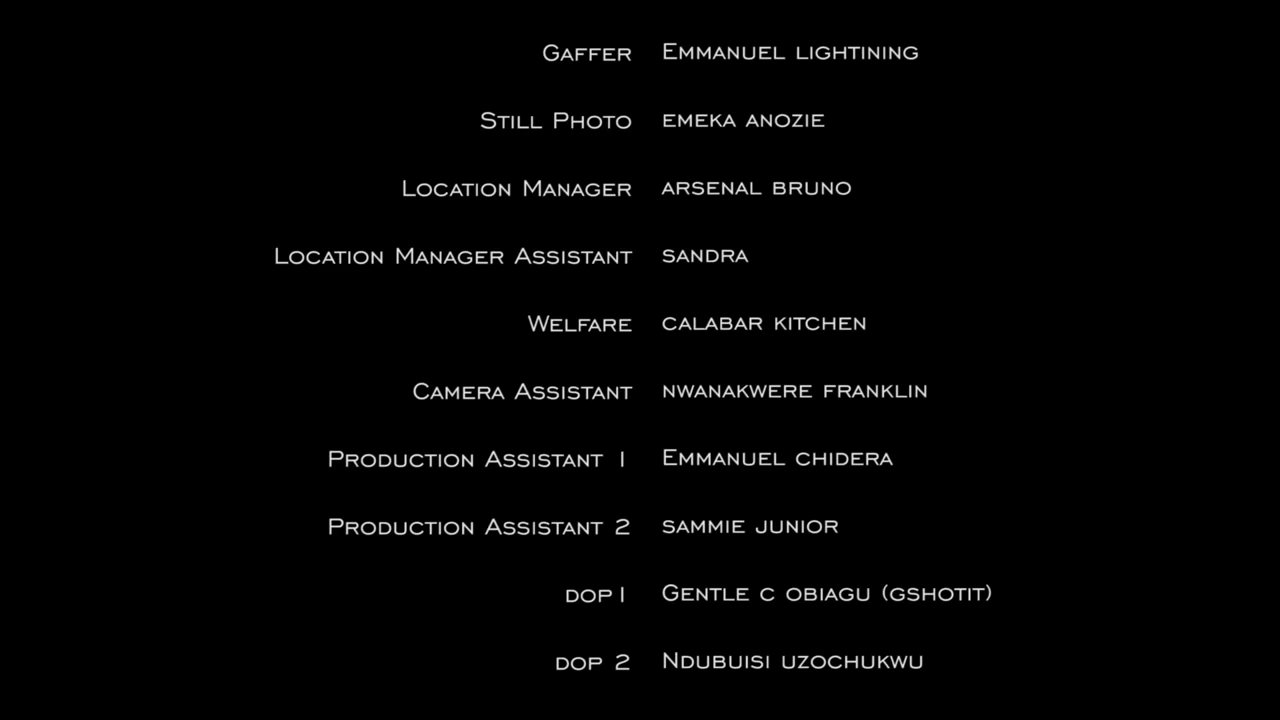 Gaffer Emmanuel lightining
Still Photo emeka anozie
Location Manager arsenal bruno
Location Manager Assistant sandra
Welfare calabar kitchen
Camera Assistant nwanakwere franklin
Production Assistant 1 Emmanuel chidera
Production Assistant 2 sammie junior
dop 1 Gentle c obiagu (gshotit)
dop 2 Ndubuisi uzochukwu